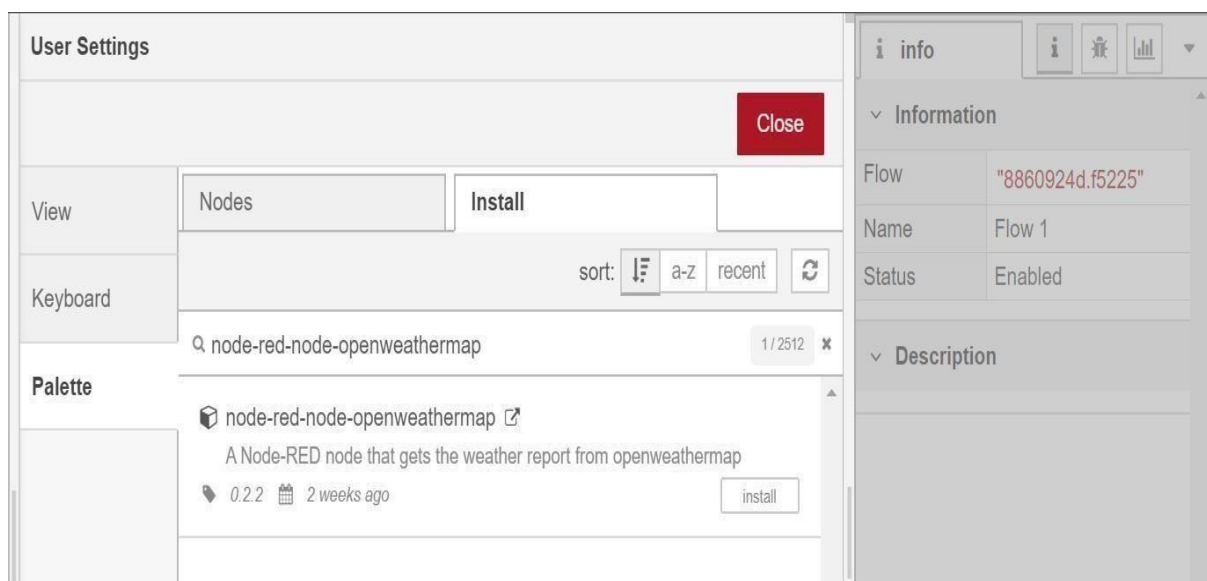 User Settings
Close
View
Keyboard
Palette
Nodes
Install
sort: a-z recent
node-red-node-openweathermap 1 / 2512
node-red-node-openweathermap
A Node-RED node that gets the weather report from openweathermap
0.2.2 2 weeks ago install
i info i
Information
Flow "8860924d.f5225"
Name Flow 1
Status Enabled
Description